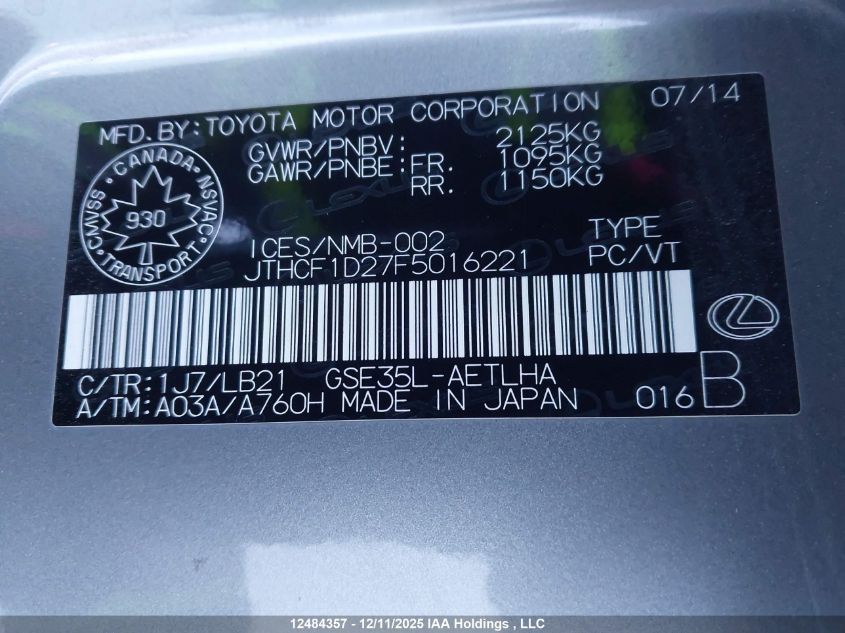 MFD.BY:TOYOTA MOTOR CORPORATION 07/14
GVWR/PNBV: 2125KG
GAWR/PNBE:FR. 1095KG
RR. 1150KG
CANADA
CMVSS 930 NSVAC
TRANSPORT
ICES/NMB-002 TYPE
JTHCF1D27F5016221 PC/VT
C/TR:1J7/LB21 GSE35L-AETLHA
A/TM:A03A/A760H MADE IN JAPAN 016B
LEXUS
12484357 - 12/11/2025 IAA Holdings , LLC